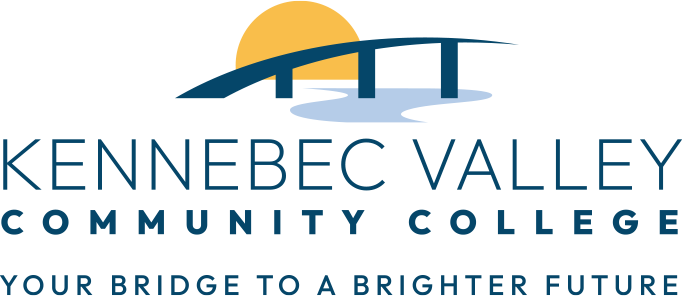 KENNEBEC VALLEY
COMMUNITY COLLEGE
YOUR BRIDGE TO A BRIGHTER FUTURE